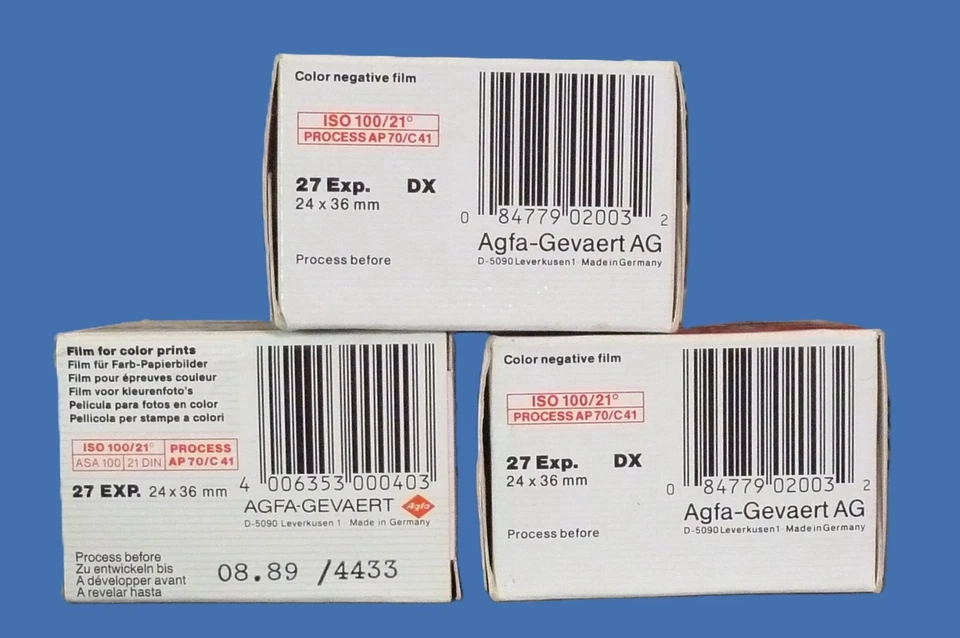 Color negative film
ISO 100/21°
PROCESS AP 70/C 41
27 Exp. DX
24 x 36 mm
Process before
0 84779 02003 2
Agfa-Gevaert AG
D-5090 Leverkusen 1 Made in Germany
Film for color prints
Film für Farb-Papierbilder
Film pour épreuves couleur
Film voor kleurenfoto's
Pelicula para fotos en color
Pellicola per stampe a colori
ISO 100/21° PROCESS
ASA 100 21 DIN AP 70/C 41
27 EXP. 24 x 36 mm
4 006353 000403
AGFA-GEVAERT Agfa
D-5090 Leverkusen 1 Made in Germany
Process before
Zu entwickeln bis
A développer avant
A revelar hasta
08.89 /4433
Color negative film
ISO 100/21°
PROCESS AP 70/C 41
27 Exp. DX
24 x 36 mm
Process before
0 84779 02003 2
Agfa-Gevaert AG
D-5090 Leverkusen 1 Made in Germany